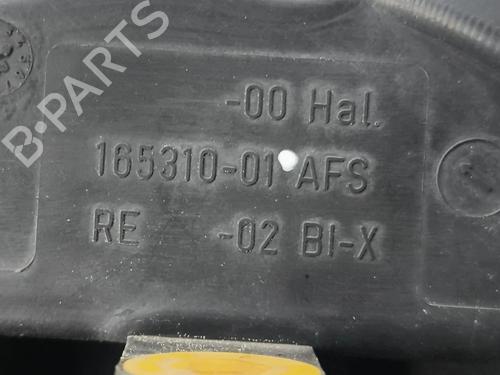 B-PARTS
-00 Hal.
165310-01 AFS
RE -02 BI-X